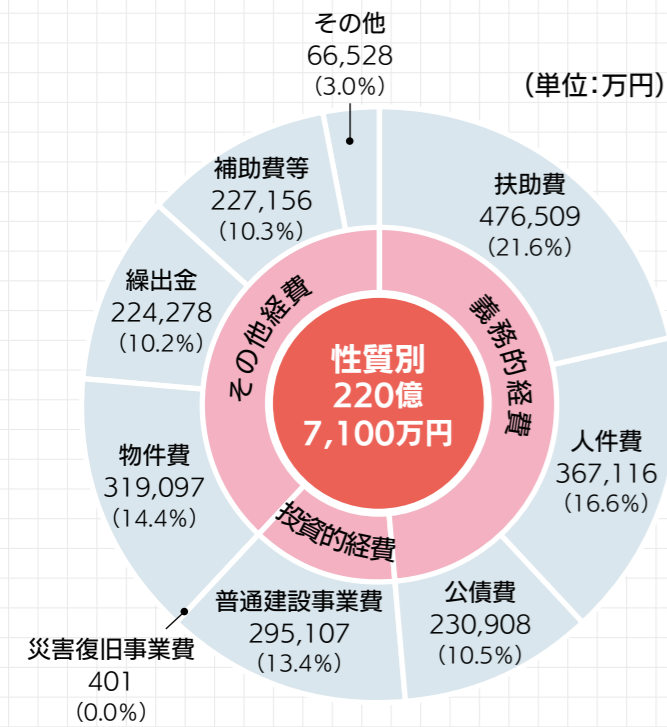 (単位:万円)
性質別
220億
7,100万円
義務的経費
扶助費
476,509
(21.6%)
人件費
367,116
(16.6%)
公債費
230,908
(10.5%)
投資的経費
普通建設事業費
295,107
(13.4%)
災害復旧事業費
401
(0.0%)
その他経費
物件費
319,097
(14.4%)
繰出金
224,278
(10.2%)
補助費等
227,156
(10.3%)
その他
66,528
(3.0%)